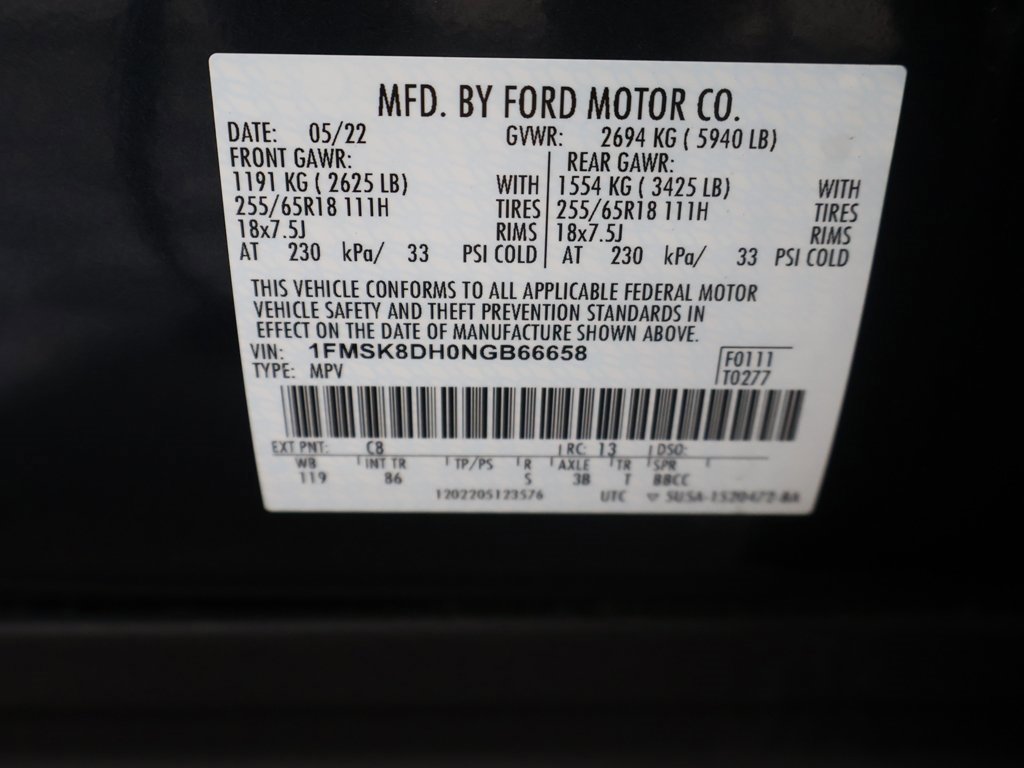 MFD. BY FORD MOTOR CO.
DATE: 05/22 GVWR: 2694 KG ( 5940 LB)
FRONT GAWR: REAR GAWR:
1191 KG ( 2625 LB) WITH 1554 KG ( 3425 LB) WITH
255/65R18 111H TIRES 255/65R18 111H TIRES
18x7.5J RIMS 18x7.5J RIMS
AT 230 kPa/ 33 PSI COLD AT 230 kPa/ 33 PSI COLD
THIS VEHICLE CONFORMS TO ALL APPLICABLE FEDERAL MOTOR
VEHICLE SAFETY AND THEFT PREVENTION STANDARDS IN
EFFECT ON THE DATE OF MANUFACTURE SHOWN ABOVE.
VIN: 1FMSK8DH0NGB66658 F0111
TYPE: MPV T0277
EXT PNT: C8 RC: 13 DSO:
WB INT TR TP/PS R AXLE TR SPR
119 86 S 3B T BBCC
1202205123576 UTC